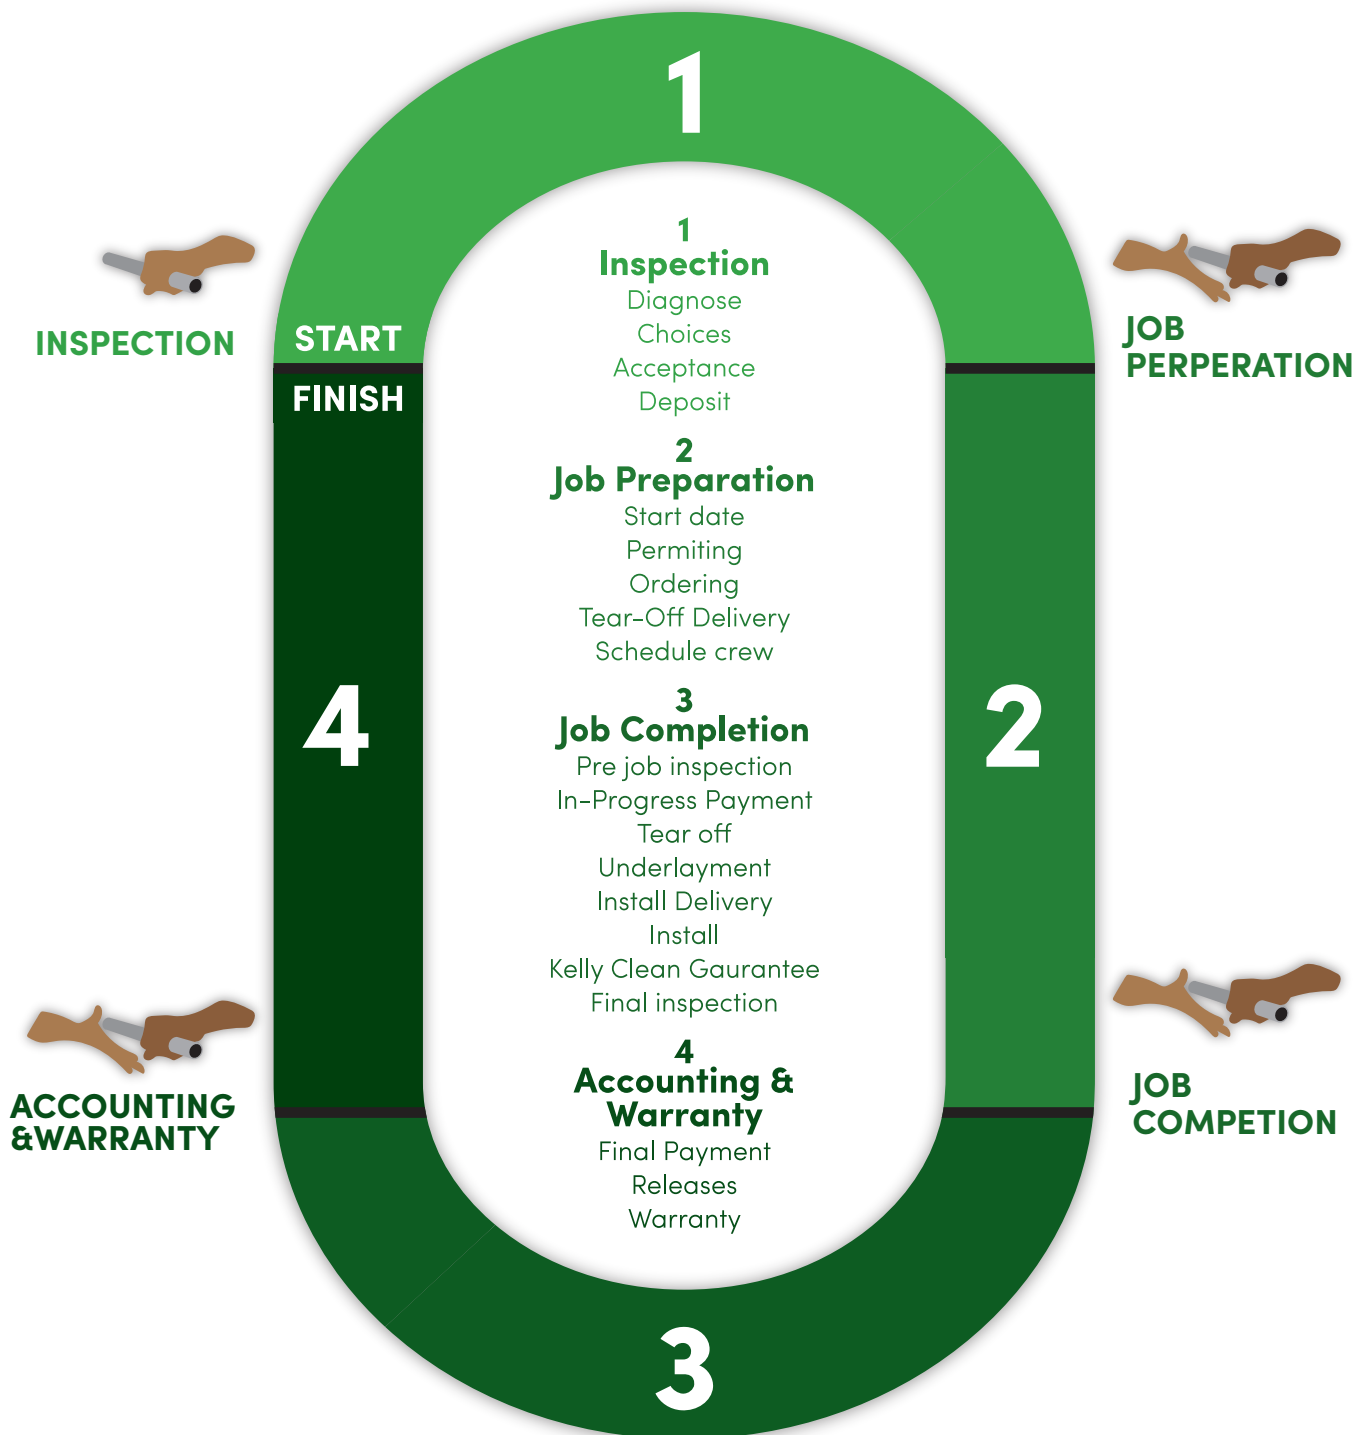 1
INSPECTION
START
FINISH
JOB
PERPERATION
1
Inspection
Diagnose
Choices
Acceptance
Deposit
2
Job Preparation
Start date
Permiting
Ordering
Tear-Off Delivery
Schedule crew
3
Job Completion
Pre job inspection
In-Progress Payment
Tear off
Underlayment
Install Delivery
Install
Kelly Clean Gaurantee
Final inspection
4
Accounting &
Warranty
Final Payment
Releases
Warranty
4
2
ACCOUNTING
&WARRANTY
JOB
COMPETION
3